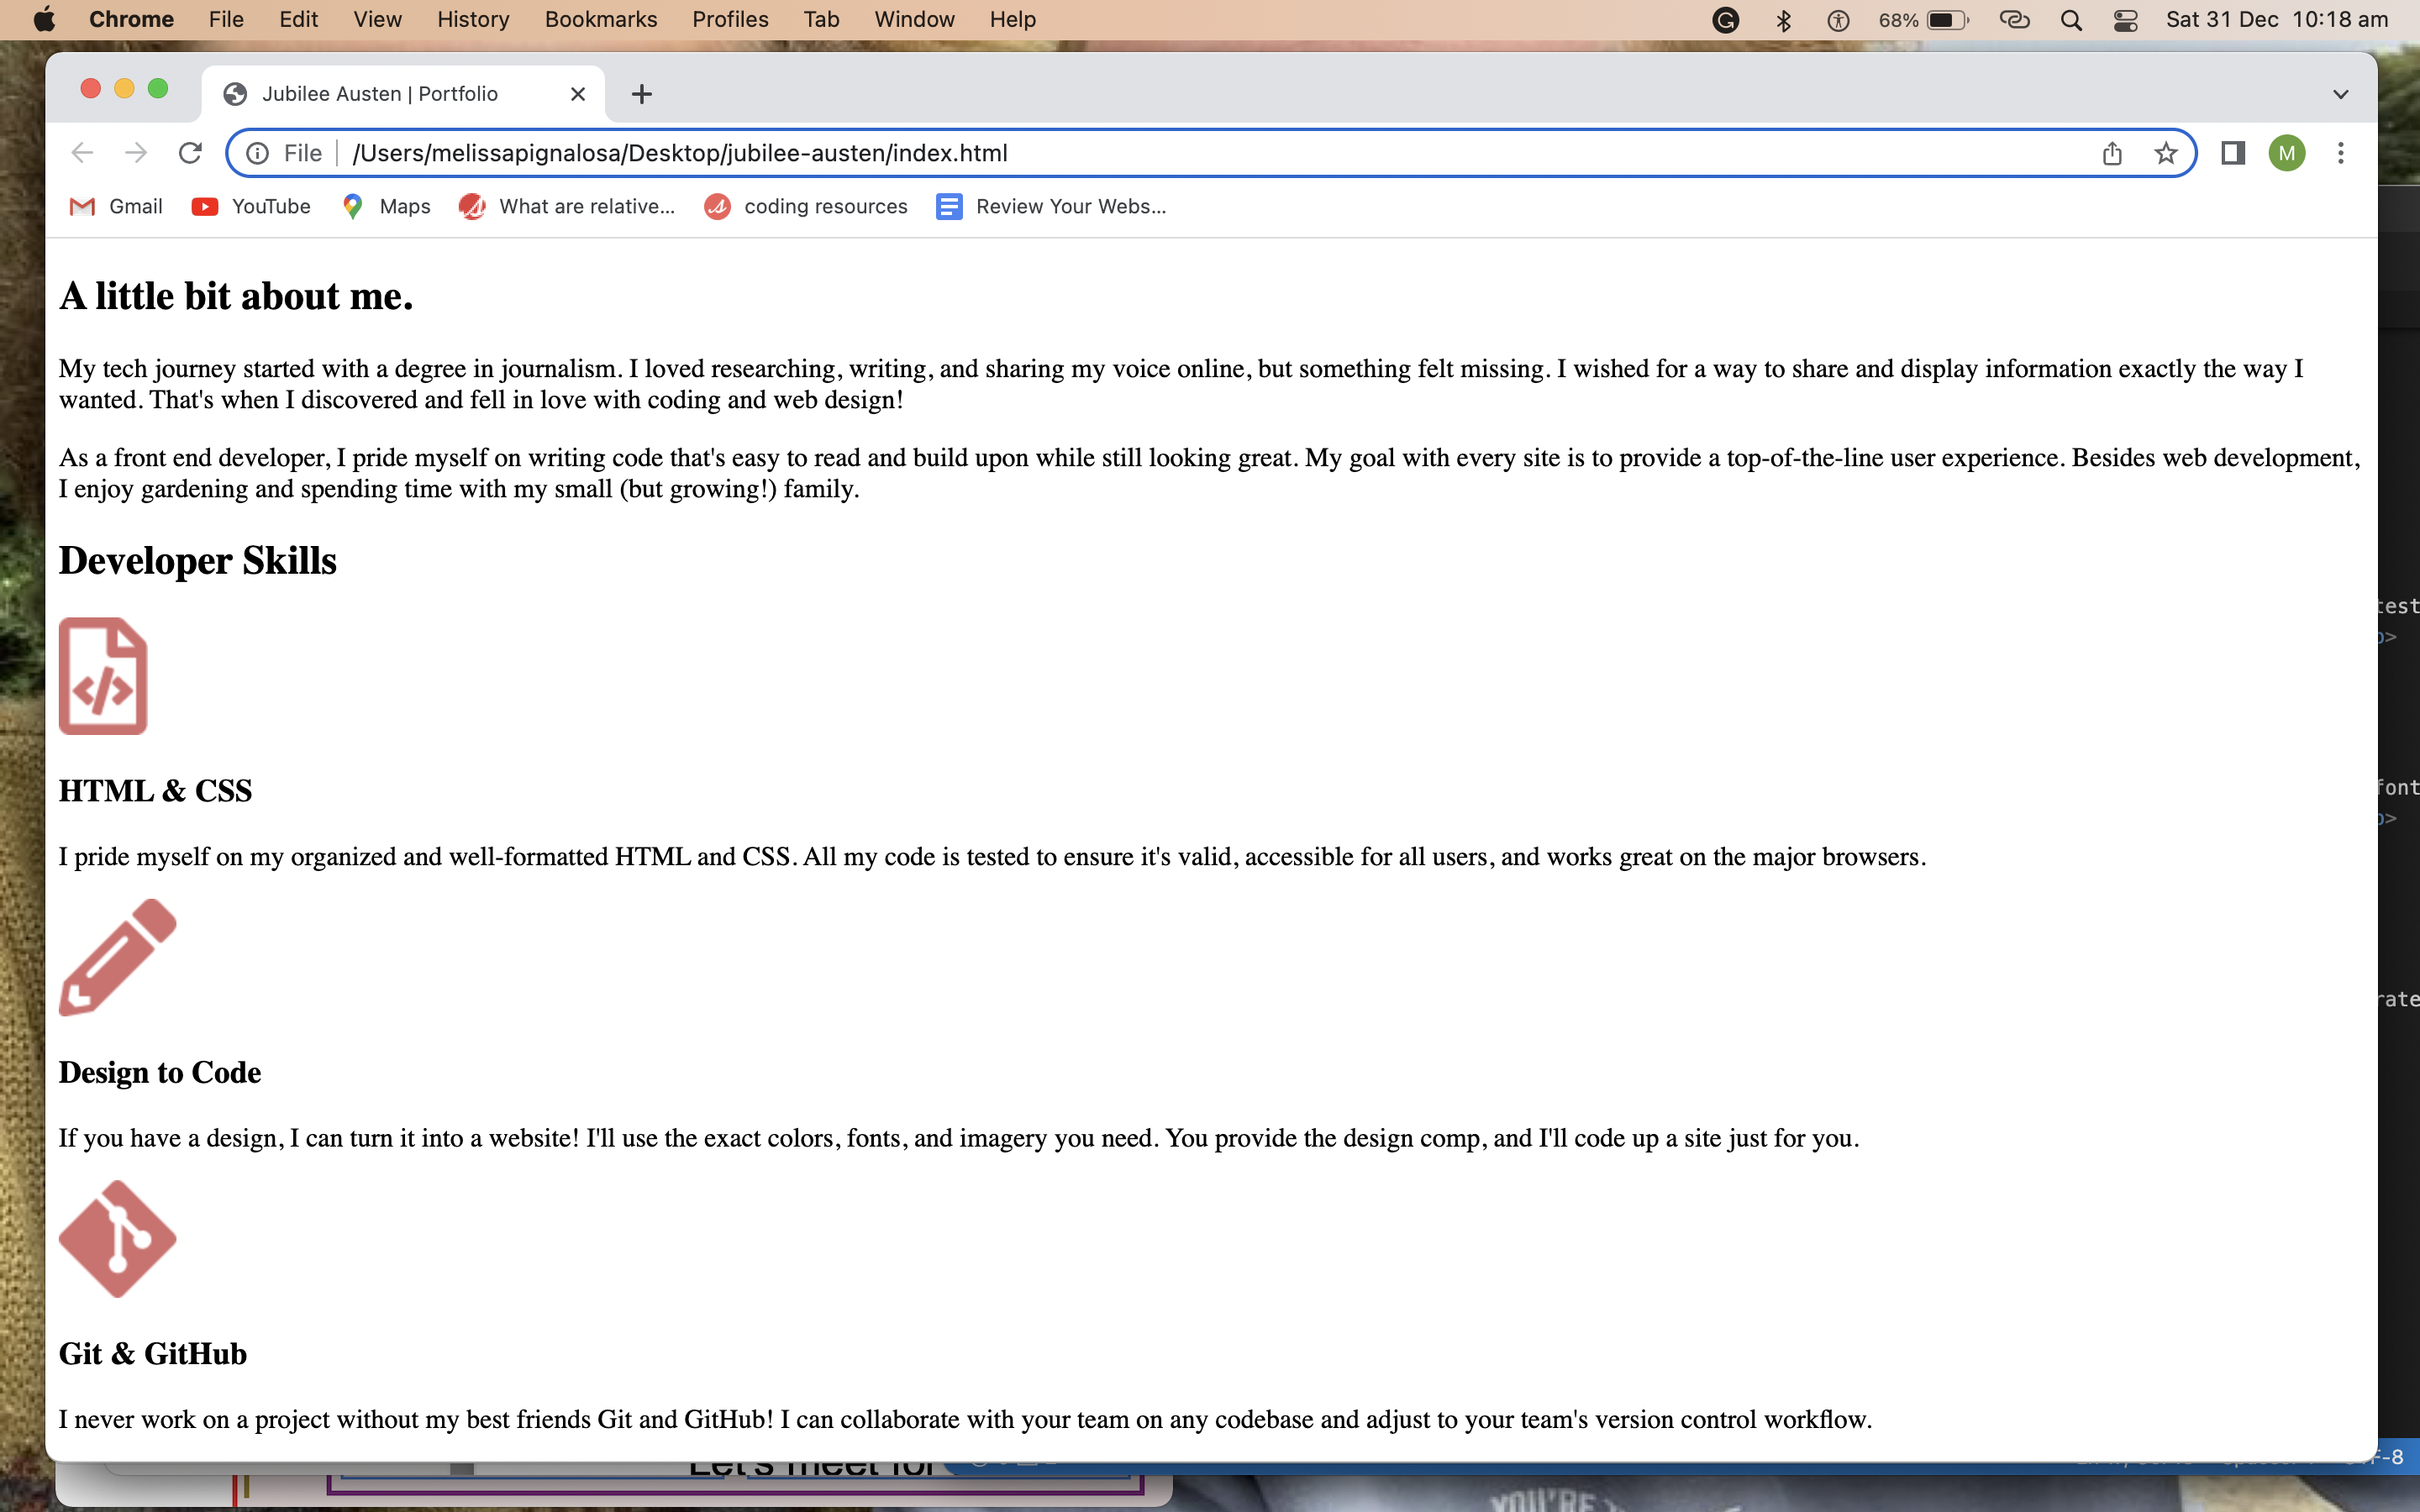 Chrome File Edit View History Bookmarks Profiles Tab Window Help 68% Sat 31 Dec 10:18 am
Jubilee Austen | Portfolio
File /Users/melissapignalosa/Desktop/jubilee-austen/index.html M
Gmail YouTube Maps What are relative... coding resources Review Your Webs...
A little bit about me.
My tech journey started with a degree in journalism. I loved researching, writing, and sharing my voice online, but something felt missing. I wished for a way to share and display information exactly the way I
wanted. That's when I discovered and fell in love with coding and web design!
As a front end developer, I pride myself on writing code that's easy to read and build upon while still looking great. My goal with every site is to provide a top-of-the-line user experience. Besides web development,
I enjoy gardening and spending time with my small (but growing!) family.
Developer Skills
</>
HTML & CSS
I pride myself on my organized and well-formatted HTML and CSS. All my code is tested to ensure it's valid, accessible for all users, and works great on the major browsers.
Design to Code
If you have a design, I can turn it into a website! I'll use the exact colors, fonts, and imagery you need. You provide the design comp, and I'll code up a site just for you.
Git & GitHub
I never work on a project without my best friends Git and GitHub! I can collaborate with your team on any codebase and adjust to your team's version control workflow.
test
font
rate
Let's meet for
-8
YOU'RE